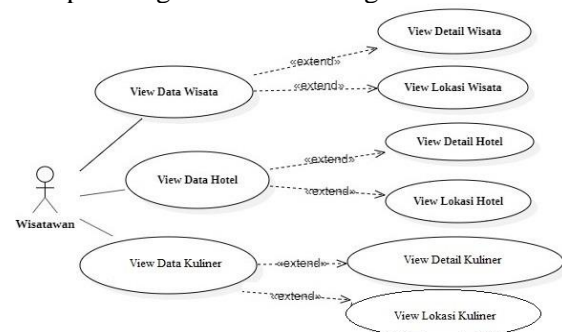 View Detail Wisata
«extend»
View Data Wisata
«extend»
View Lokasi Wisata
View Detail Hotel
«extend»
View Data Hotel
«extend»
View Lokasi Hotel
Wisatawan
View Data Kuliner
«extend»
View Detail Kuliner
«extend»
View Lokasi Kuliner